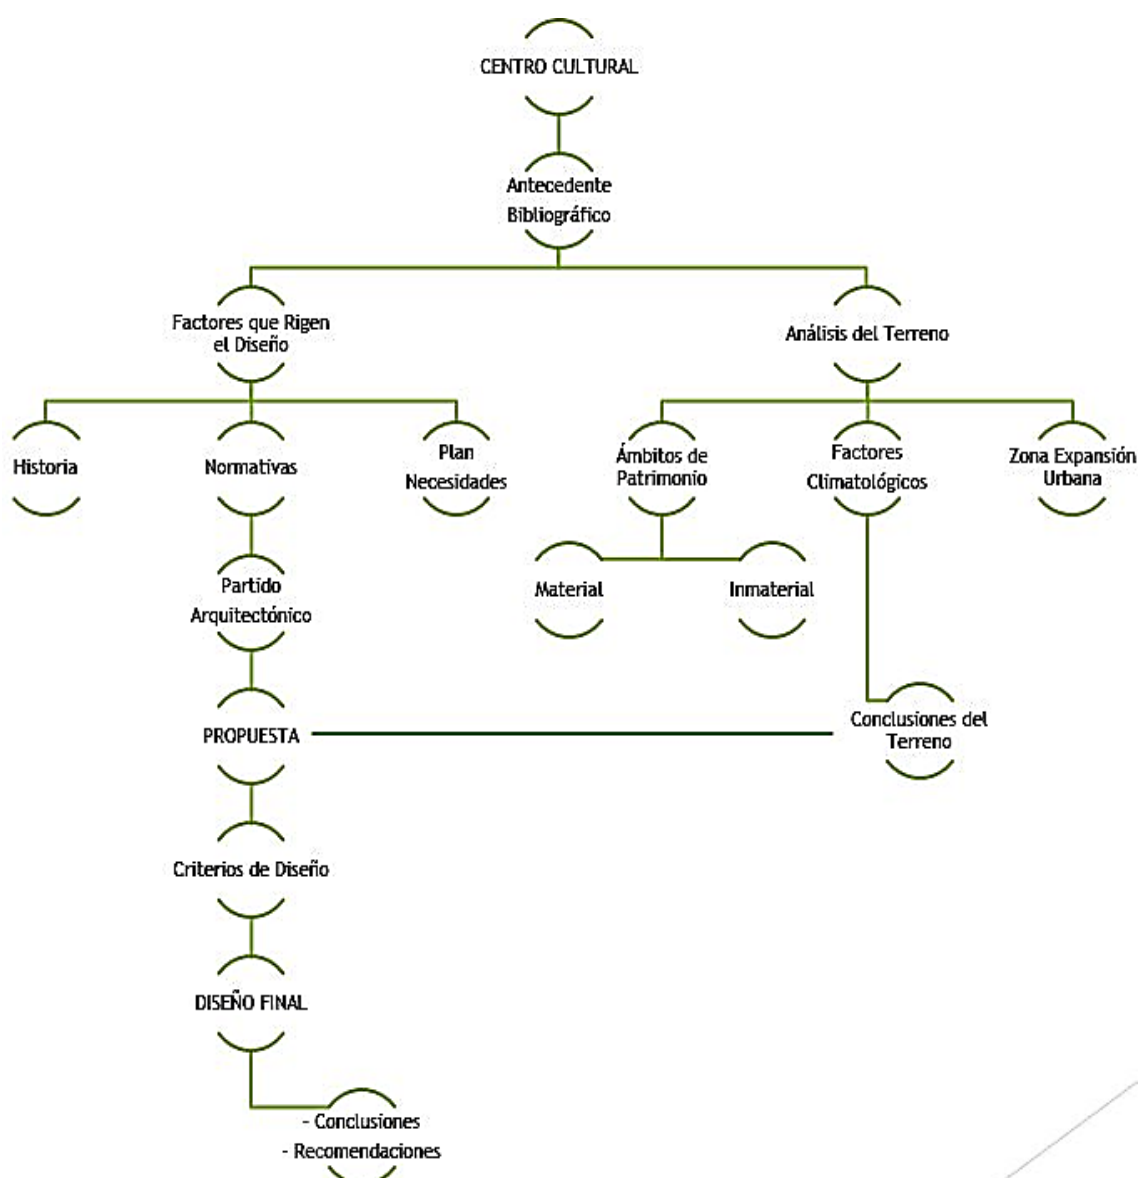 CENTRO CULTURAL
Antecedente
Bibliográfico
Factores que Rigen
el Diseño
Análisis del Terreno
Historia
Normativas
Plan
Necesidades
Ámbitos de
Patrimonio
Factores
Climatológicos
Zona Expansión
Urbana
Material
Inmaterial
Partido
Arquitectónico
PROPUESTA
Conclusiones del
Terreno
Criterios de Diseño
DISEÑO FINAL
- Conclusiones
- Recomendaciones